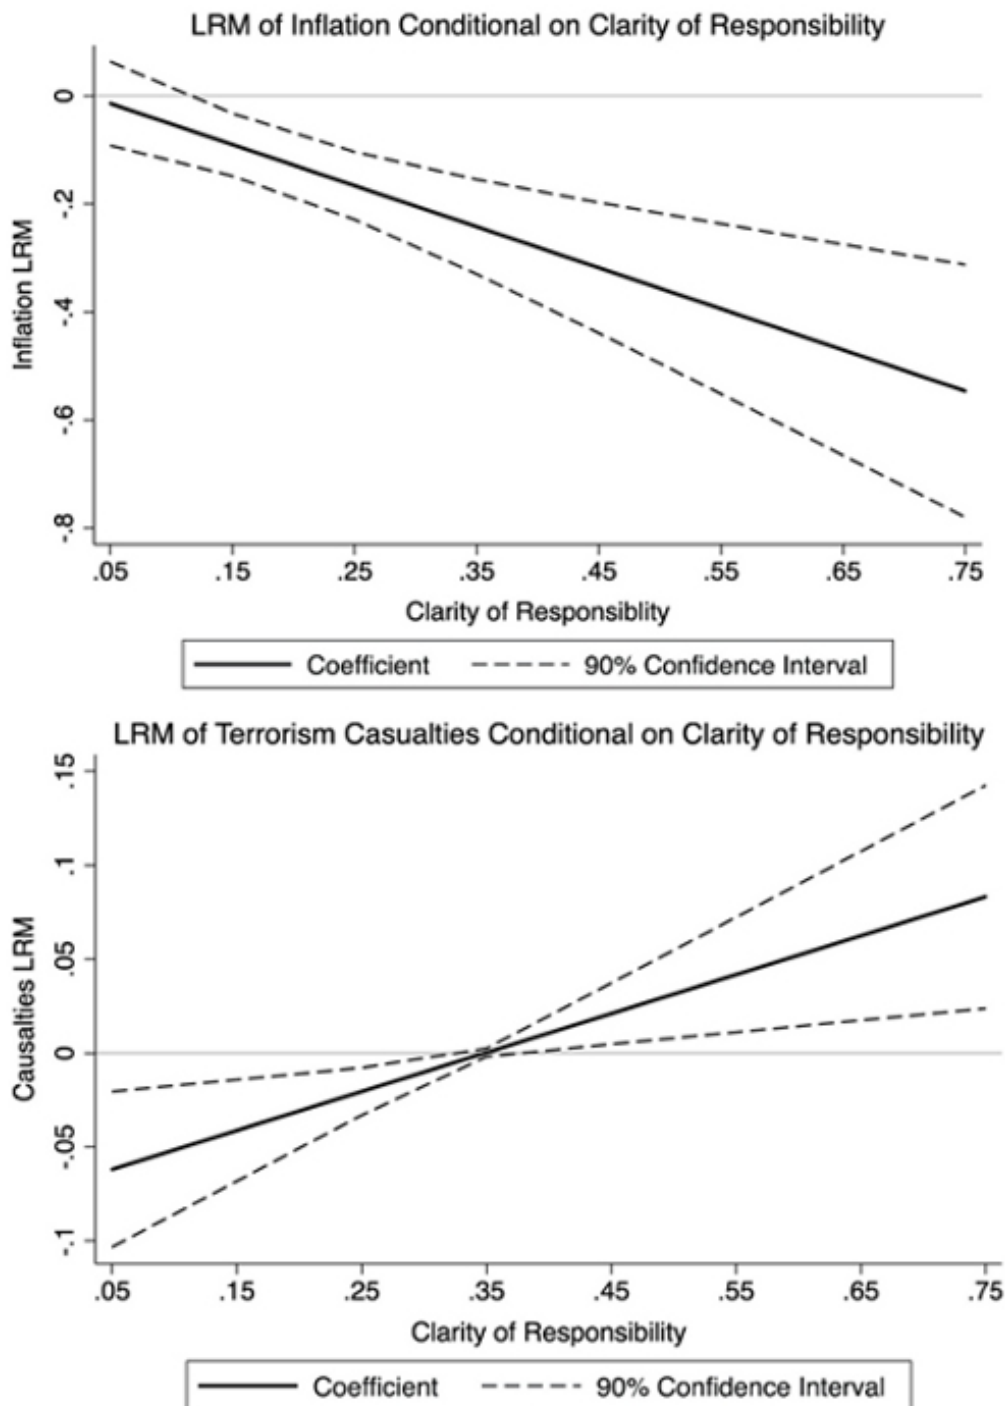 LRM of Inflation Conditional on Clarity of Responsibility
Inflation LRM
0
-.2
-.4
-.6
-.8
.05 .15 .25 .35 .45 .55 .65 .75
Clarity of Responsiblity
Coefficient 90% Confidence Interval
LRM of Terrorism Casualties Conditional on Clarity of Responsibility
Causalties LRM
.15
.1
.05
0
-.05
-.1
.05 .15 .25 .35 .45 .55 .65 .75
Clarity of Responsibility
Coefficient 90% Confidence Interval